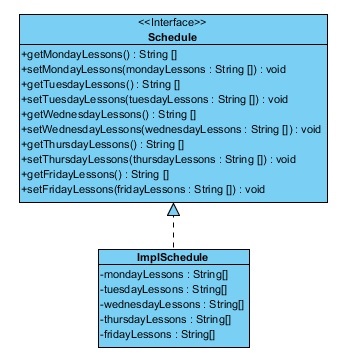 <<Interface>>
Schedule
+getMondayLessons() : String []
+setMondayLessons(mondayLessons : String []) : void
+getTuesdayLessons() : String []
+setTuesdayLessons(tuesdayLessons : String []) : void
+getWednesdayLessons() : String []
+setWednesdayLessons(wednesdayLessons : String []) : void
+getThursdayLessons() : String []
+setThursdayLessons(thursdayLessons : String []) : void
+getFridayLessons() : String []
+setFridayLessons(fridayLessons : String []) : void
ImplSchedule
-mondayLessons : String[]
-tuesdayLessons : String[]
-wednesdayLessons : String[]
-thursdayLessons : String[]
-fridayLessons : String[]